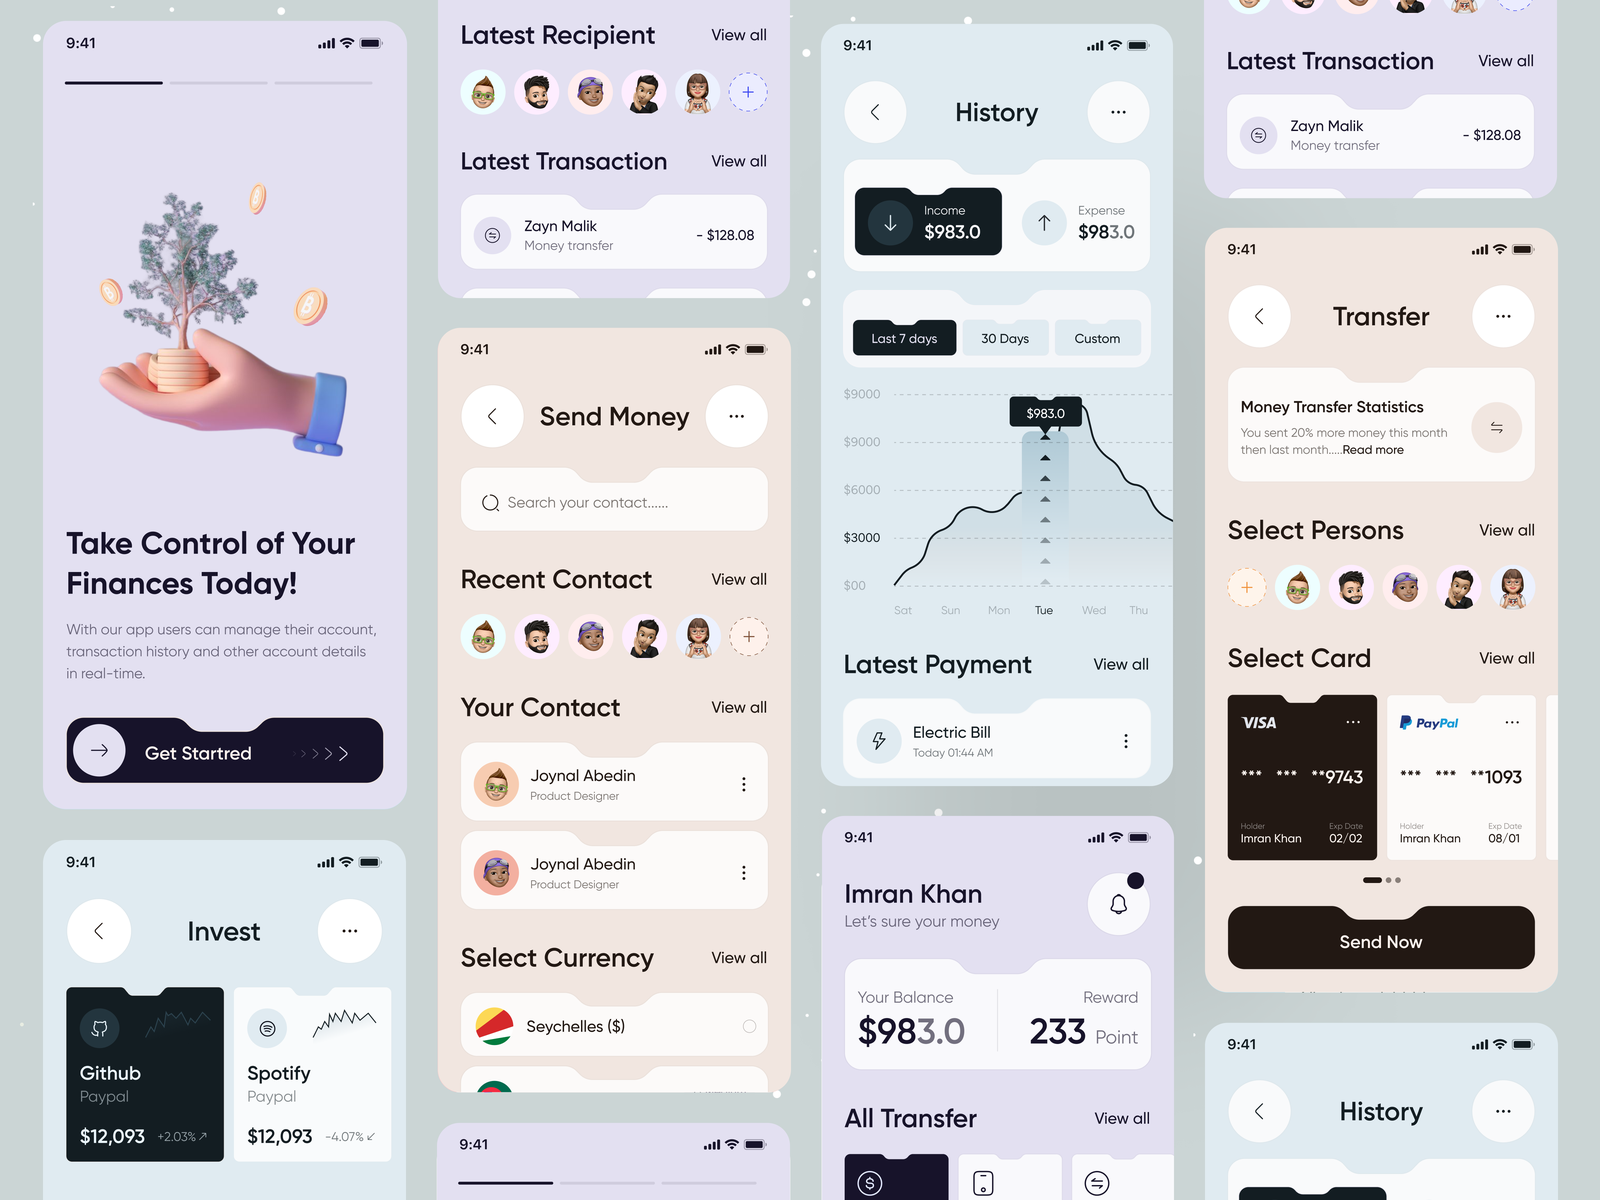 9:41
Take Control of Your
Finances Today!
With our app users can manage their account,
transaction history and other account details
in real-time.
Get Startred
9:41
Invest
Github
Paypal
$12,093 +2.03%
Spotify
Paypal
$12,093 -4.07%
Latest Recipient View all
Latest Transaction View all
Zayn Malik
Money transfer
- $128.08
9:41
Send Money
Search your contact......
Recent Contact View all
Your Contact View all
Joynal Abedin
Product Designer
Joynal Abedin
Product Designer
Select Currency View all
Seychelles ($)
9:41
9:41
History
Income
$983.0
Expense
$983.0
Last 7 days 30 Days Custom
$9000
$983.0
$9000
$6000
$3000
$00
Sat Sun Mon Tue Wed Thu
Latest Payment View all
Electric Bill
Today 01:44 AM
9:41
Imran Khan
Let's sure your money
Your Balance
$983.0
Reward
233 Point
All Transfer View all
Latest Transaction View all
Zayn Malik
Money transfer
- $128.08
9:41
Transfer
Money Transfer Statistics
You sent 20% more money this month
then last month.....Read more
Select Persons View all
Select Card View all
VISA
*** *** **9743
Holder Exp Date
Imran Khan 02/02
PayPal
*** *** **1093
Holder Exp Date
Imran Khan 08/01
Send Now
9:41
History